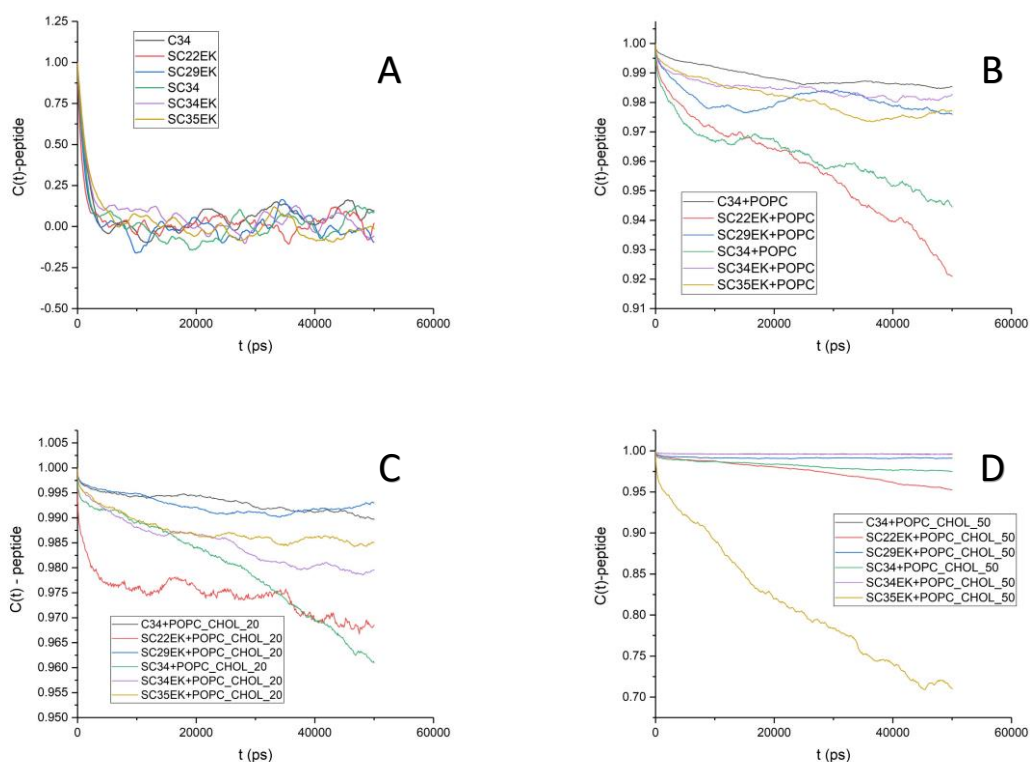 A
C(t)-peptide
1.25
1.00
0.75
0.50
0.25
0.00
-0.25
-0.50
C34
SC22EK
SC29EK
SC34
SC34EK
SC35EK
0 20000 40000 60000
t (ps)
B
C(t)-peptide
1.00
0.99
0.98
0.97
0.96
0.95
0.94
0.93
0.92
0.91
C34+POPC
SC22EK+POPC
SC29EK+POPC
SC34+POPC
SC34EK+POPC
SC35EK+POPC
0 20000 40000 60000
t (ps)
C
C(t) - peptide
1.005
1.000
0.995
0.990
0.985
0.980
0.975
0.970
0.965
0.960
0.955
0.950
C34+POPC_CHOL_20
SC22EK+POPC_CHOL_20
SC29EK+POPC_CHOL_20
SC34+POPC_CHOL_20
SC34EK+POPC_CHOL_20
SC35EK+POPC_CHOL_20
0 20000 40000 60000
t (ps)
D
C(t)-peptide
1.00
0.95
0.90
0.85
0.80
0.75
0.70
C34+POPC_CHOL_50
SC22EK+POPC_CHOL_50
SC29EK+POPC_CHOL_50
SC34+POPC_CHOL_50
SC34EK+POPC_CHOL_50
SC35EK+POPC_CHOL_50
0 20000 40000 60000
t (ps)